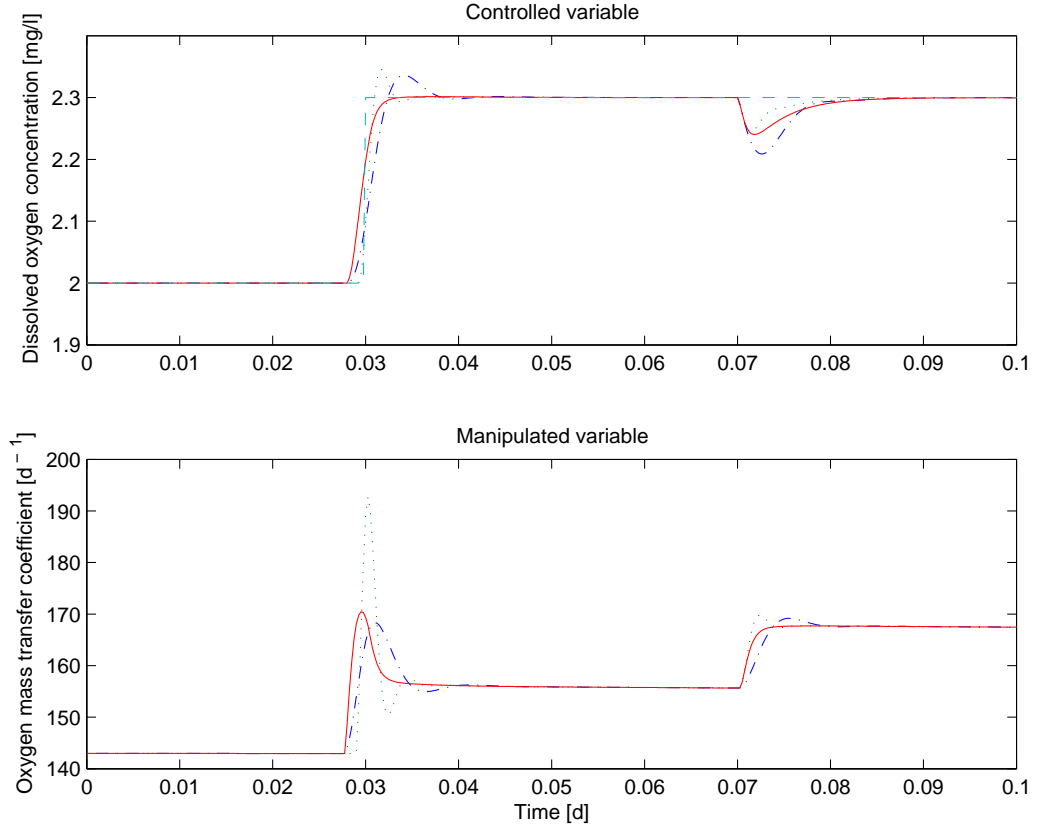 Controlled variable
Dissolved oxygen concentration [mg/l]
2.3
2.2
2.1
2
1.9
0 0.01 0.02 0.03 0.04 0.05 0.06 0.07 0.08 0.09 0.1
Manipulated variable
Oxygen mass transfer coefficient [d − 1]
200
190
180
170
160
150
140
0 0.01 0.02 0.03 0.04 0.05 0.06 0.07 0.08 0.09 0.1
Time [d]